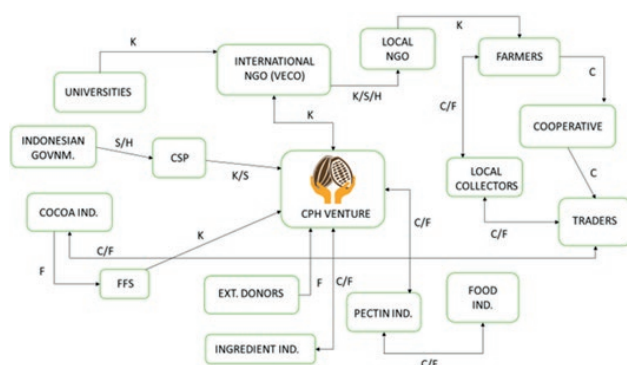 K
LOCAL
NGO
K
FARMERS
INTERNATIONAL
NGO (VECO)
UNIVERSITIES
K/S/H
C
C/F
K
COOPERATIVE
INDONESIAN
GOVNM.
S/H
CSP
K/S
CPH VENTURE
LOCAL
COLLECTORS
C
TRADERS
COCOA IND.
K
C/F
C/F
C/F
F
FFS
EXT. DONORS
F
C/F
PECTIN IND.
FOOD
IND.
INGREDIENT IND.
C/F